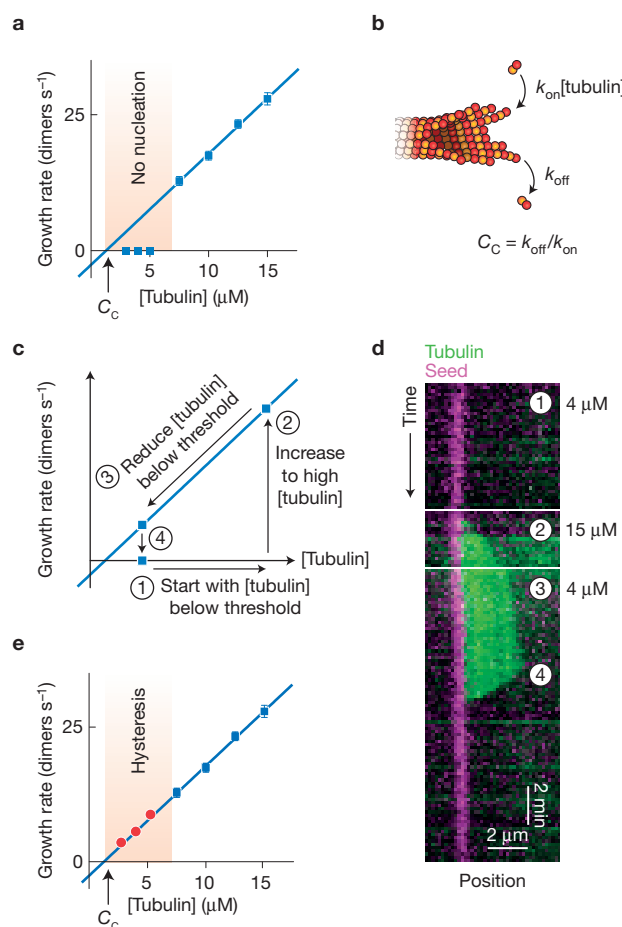 a
Growth rate (dimers s⁻¹)
25
0
No nucleation
5
10
15
[Tubulin] (μM)
C_C
b
k_on[tubulin]
k_off
C_C = k_off/k_on
c
Growth rate (dimers s⁻¹)
3 Reduce [tubulin]
below threshold
2
Increase
to high
[tubulin]
4
[Tubulin]
1 Start with [tubulin]
below threshold
d
Tubulin
Seed
Time
1 4 μM
2 15 μM
3 4 μM
4
2 min
2 μm
Position
e
Growth rate (dimers s⁻¹)
25
0
Hysteresis
5
10
15
[Tubulin] (μM)
C_C